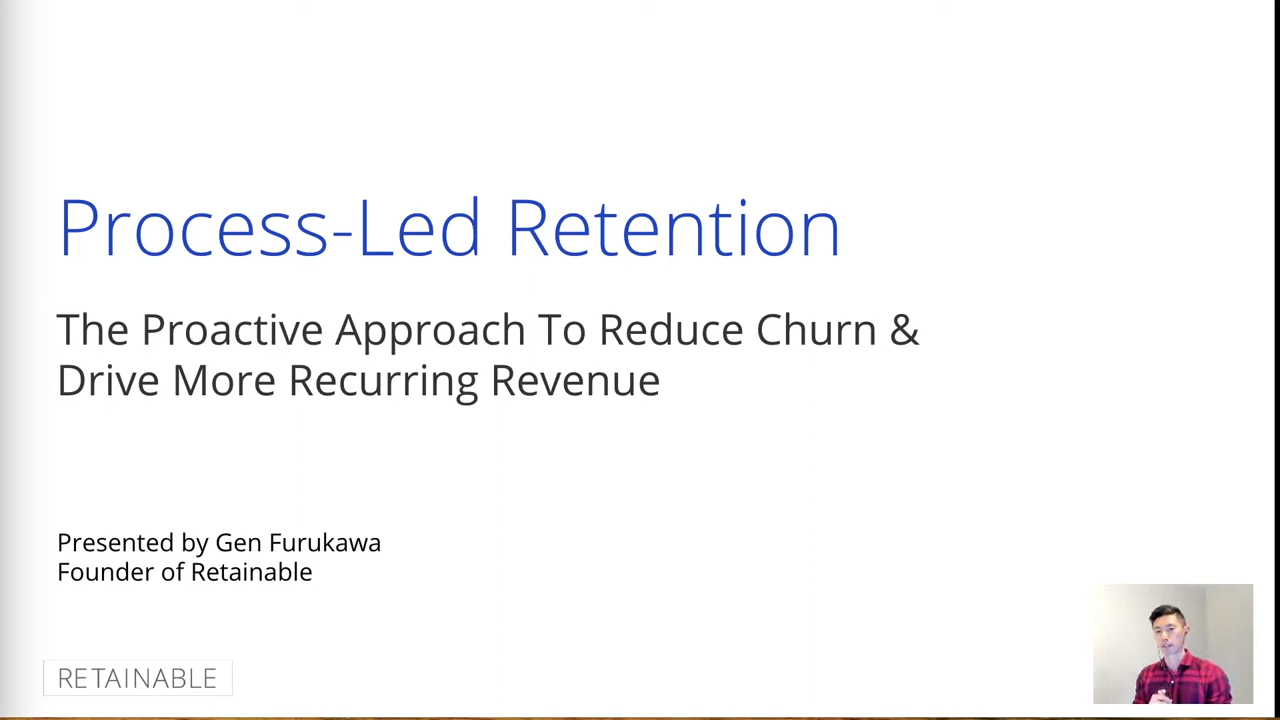 Process-Led Retention
The Proactive Approach To Reduce Churn &
Drive More Recurring Revenue
Presented by Gen Furukawa
Founder of Retainable
RETAINABLE